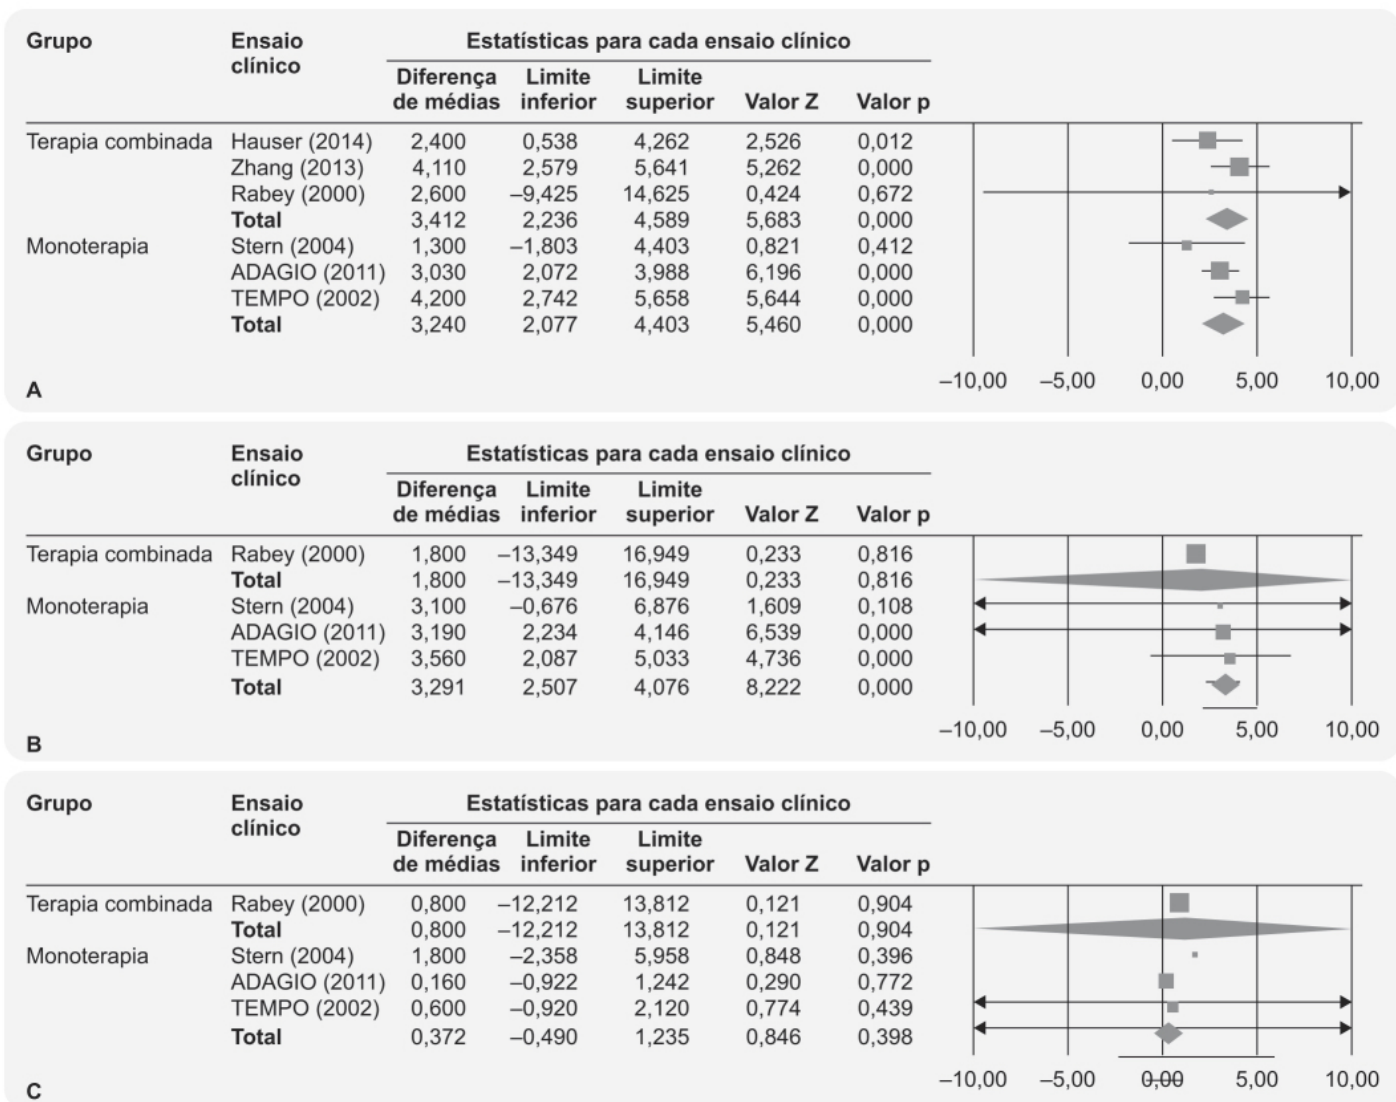 Grupo Ensaio clínico Estatísticas para cada ensaio clínico
Diferença de médias Limite inferior Limite superior Valor Z Valor p
Terapia combinada Hauser (2014) 2,400 0,538 4,262 2,526 0,012
Zhang (2013) 4,110 2,579 5,641 5,262 0,000
Rabey (2000) 2,600 –9,425 14,625 0,424 0,672
Total 3,412 2,236 4,589 5,683 0,000
Monoterapia Stern (2004) 1,300 –1,803 4,403 0,821 0,412
ADAGIO (2011) 3,030 2,072 3,988 6,196 0,000
TEMPO (2002) 4,200 2,742 5,658 5,644 0,000
Total 3,240 2,077 4,403 5,460 0,000
–10,00 –5,00 0,00 5,00 10,00
A
Grupo Ensaio clínico Estatísticas para cada ensaio clínico
Diferença de médias Limite inferior Limite superior Valor Z Valor p
Terapia combinada Rabey (2000) 1,800 –13,349 16,949 0,233 0,816
Total 1,800 –13,349 16,949 0,233 0,816
Monoterapia Stern (2004) 3,100 –0,676 6,876 1,609 0,108
ADAGIO (2011) 3,190 2,234 4,146 6,539 0,000
TEMPO (2002) 3,560 2,087 5,033 4,736 0,000
Total 3,291 2,507 4,076 8,222 0,000
–10,00 –5,00 0,00 5,00 10,00
B
Grupo Ensaio clínico Estatísticas para cada ensaio clínico
Diferença de médias Limite inferior Limite superior Valor Z Valor p
Terapia combinada Rabey (2000) 0,800 –12,212 13,812 0,121 0,904
Total 0,800 –12,212 13,812 0,121 0,904
Monoterapia Stern (2004) 1,800 –2,358 5,958 0,848 0,396
ADAGIO (2011) 0,160 –0,922 1,242 0,290 0,772
TEMPO (2002) 0,600 –0,920 2,120 0,774 0,439
Total 0,372 –0,490 1,235 0,846 0,398
–10,00 –5,00 0,00 5,00 10,00
C